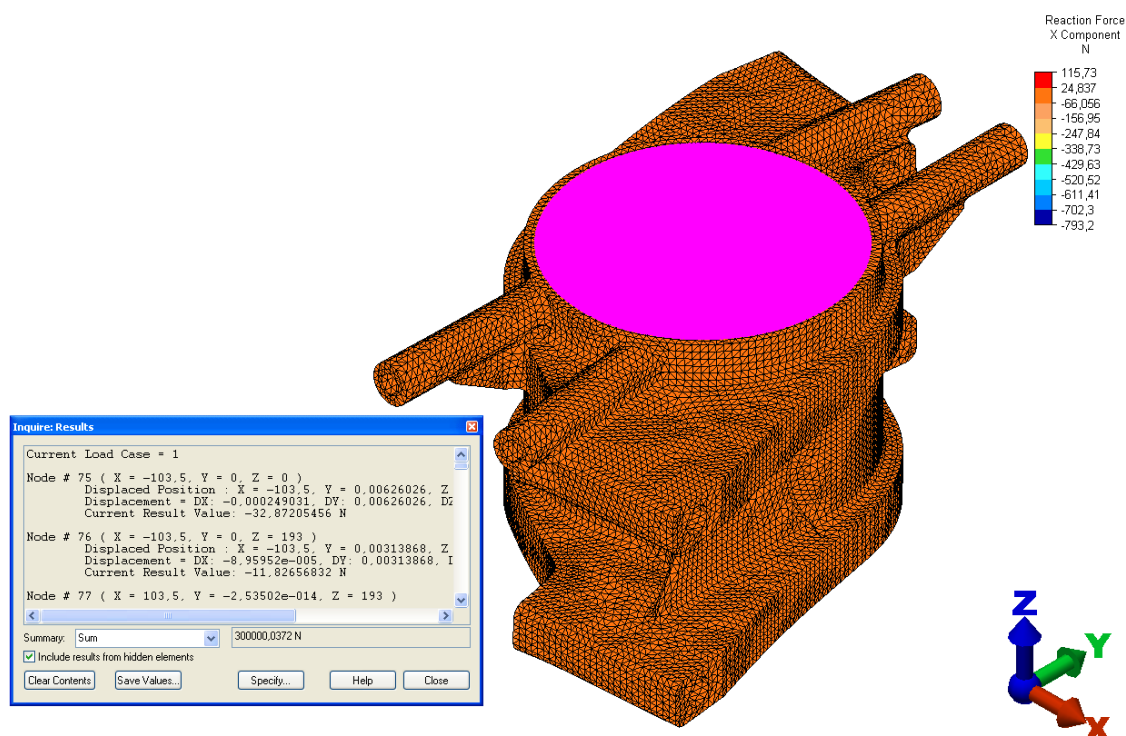 Reaction Force
X Component
N
115,73
24,837
-66,056
-156,95
-247,84
-338,73
-429,63
-520,52
-611,41
-702,3
-793,2
Inquire: Results
Current Load Case = 1
Node # 75 ( X = -103,5, Y = 0, Z = 0 )
Displaced Position : X = -103,5, Y = 0,00626026, Z
Displacement = DX: -0,000249031, DY: 0,00626026, DZ
Current Result Value: -32,87205456 N
Node # 76 ( X = -103,5, Y = 0, Z = 193 )
Displaced Position : X = -103,5, Y = 0,00313868, Z
Displacement = DX: -8,95952e-005, DY: 0,00313868, I
Current Result Value: -11,82656832 N
Node # 77 ( X = 103,5, Y = -2,53502e-014, Z = 193 )
Summary: Sum 300000,0372 N
Include results from hidden elements
Clear Contents Save Values... Specify... Help Close
Z
Y
X